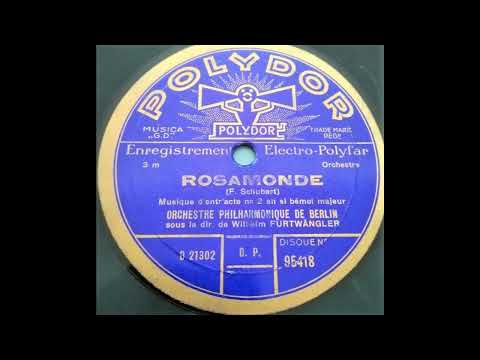 POLYDOR
MUSICA
„G.D"
POLYDOR
TRADE MARK
REGD
Enregistrement Electro-Polyfar
3 m
Orchestre
ROSAMONDE
(F. Schubert)
Musique d'entr'acte no 2 en si bémol majeur
ORCHESTRE PHILHARMONIQUE DE BERLIN
sous la dir. de Wilhelm FURTWÄNGLER
B 21302
D. P.
DISQUE No
95418